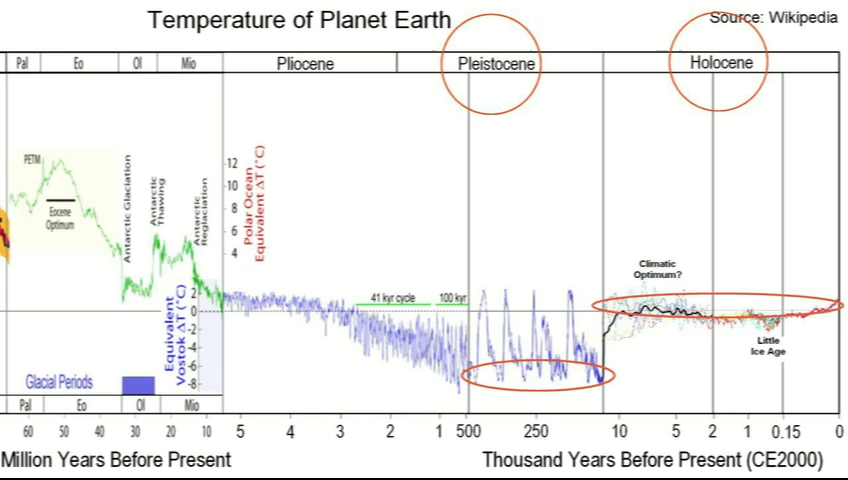 Temperature of Planet Earth
Source: Wikipedia
Pal Eo Ol Mio Pliocene Pleistocene Holocene
PETM
Eocene
Optimum
Antarctic Glaciation
Antarctic
Thawing
Antarctic
Reglaciation
12
10
8
6
4
Polar Ocean
Equivalent ΔT (°C)
2
0
-2
-4
-6
-8
Equivalent
Vostok ΔT (°C)
41 kyr cycle
100 kyr
Climatic
Optimum?
0
Little
Ice Age
Glacial Periods
Pal Eo Ol Mio
60 50 40 30 20 10 5 4 3 2 1 500 250 10 5 2 1 0.15 0
Million Years Before Present
Thousand Years Before Present (CE2000)